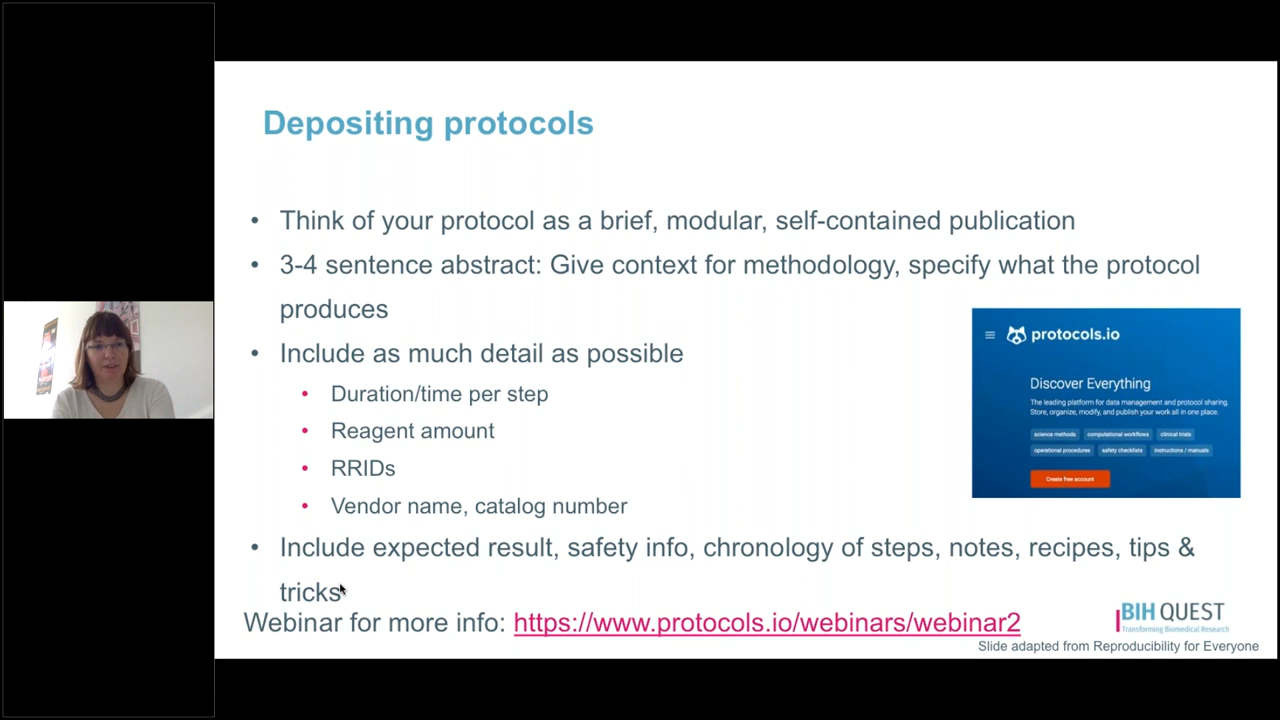 Depositing protocols
• Think of your protocol as a brief, modular, self-contained publication
• 3-4 sentence abstract: Give context for methodology, specify what the protocol
produces
• Include as much detail as possible
• Duration/time per step
• Reagent amount
• RRIDs
• Vendor name, catalog number
• Include expected result, safety info, chronology of steps, notes, recipes, tips &
tricks
Webinar for more info: https://www.protocols.io/webinars/webinar2
protocols.io
Discover Everything
The leading platform for data management and protocol sharing.
Store, organize, modify, and publish your work all in one place.
science methods computational workflows clinical trials
operational procedures safety checklists instructions / manuals
Create free account
BIH QUEST
Transforming Biomedical Research
Slide adapted from Reproducibility for Everyone